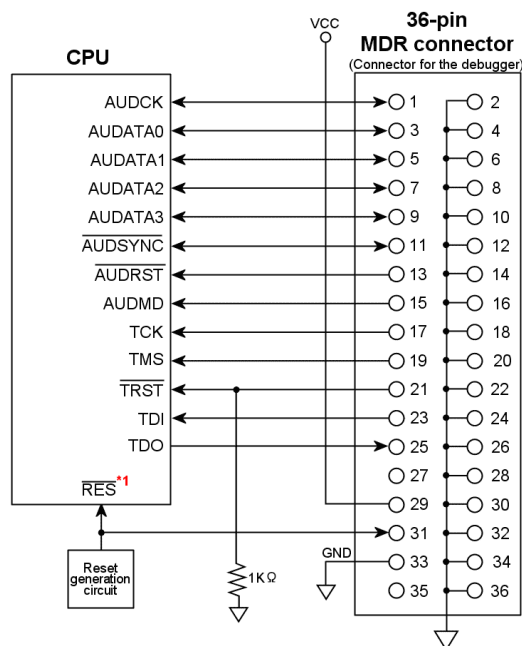 VCC
36-pin
MDR connector
(Connector for the debugger)
CPU
AUDCK 1 2
AUDATA0 3 4
AUDATA1 5 6
AUDATA2 7 8
AUDATA3 9 10
AUDSYNC 11 12
AUDRST 13 14
AUDMD 15 16
TCK 17 18
TMS 19 20
TRST 21 22
TDI 23 24
TDO 25 26
27 28
RES*1 29 30
31 32
GND 33 34
Reset
generation
circuit
1KΩ
35 36